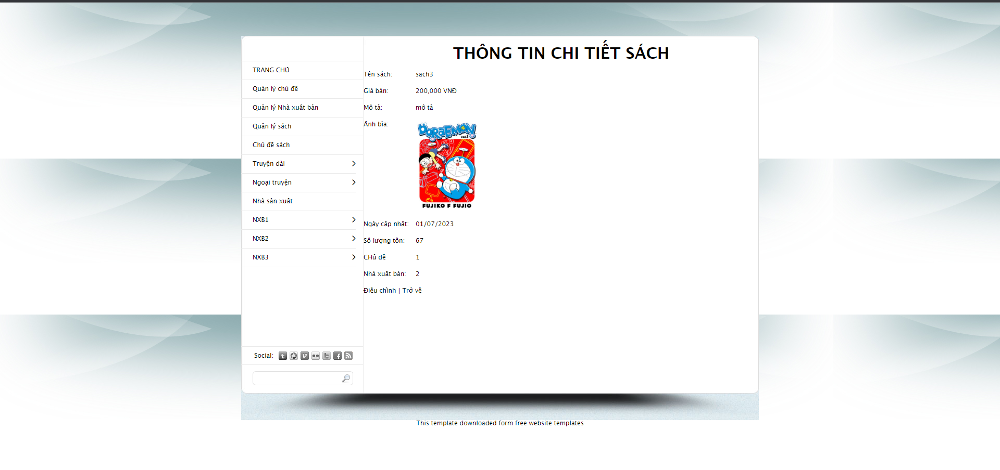 THÔNG TIN CHI TIẾT SÁCH
TRANG CHỦ
Quản lý chủ đề
Quản lý Nhà xuất bản
Quản lý sách
Chủ đề sách
Truyện dài
Ngoại truyện
Nhà sản xuất
NXB1
NXB2
NXB3
Social:
Tên sách: sach3
Giá bán: 200,000 VNĐ
Mô tả: mô tả
Ảnh bìa:
DORAEMON
vol.1
FUJIKO F FUJIO
Ngày cập nhật: 01/07/2023
Số lượng tồn: 67
CHủ đề 1
Nhà xuất bản: 2
Điều chỉnh | Trở về
This template downloaded form free website templates